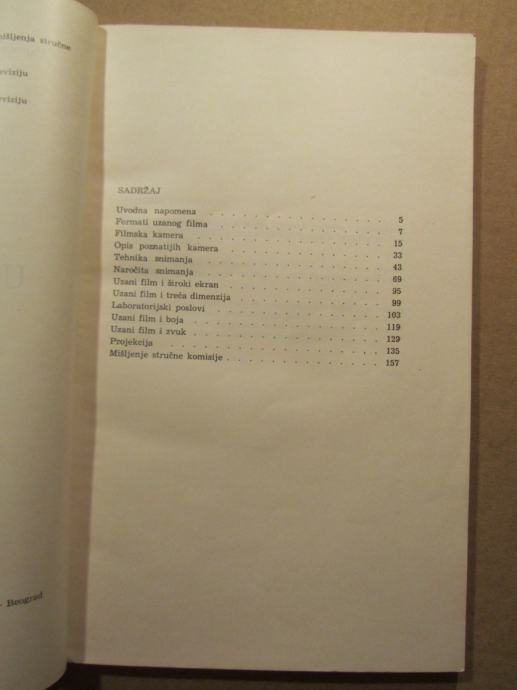 mišljenja stručne
eviziju
eviziju
U
- Beograd
SADRŽAJ
Uvodna napomena . . . . . . . . . . . . . . 5
Formati uzanog filma . . . . . . . . . . . . . 7
Filmska kamera . . . . . . . . . . . . . . 15
Opis poznatijih kamera . . . . . . . . . . . . 33
Tehnika snimanja . . . . . . . . . . . . . . 43
Naročita snimanja . . . . . . . . . . . . . . 69
Uzani film i široki ekran . . . . . . . . . . . . 95
Uzani film i treća dimenzija . . . . . . . . . . . 99
Laboratorijski poslovi . . . . . . . . . . . . . 103
Uzani film i boja . . . . . . . . . . . . . . 119
Uzani film i zvuk . . . . . . . . . . . . . . 129
Projekcija . . . . . . . . . . . . . . . . 135
Mišljenje stručne komisije . . . . . . . . . . . . 157